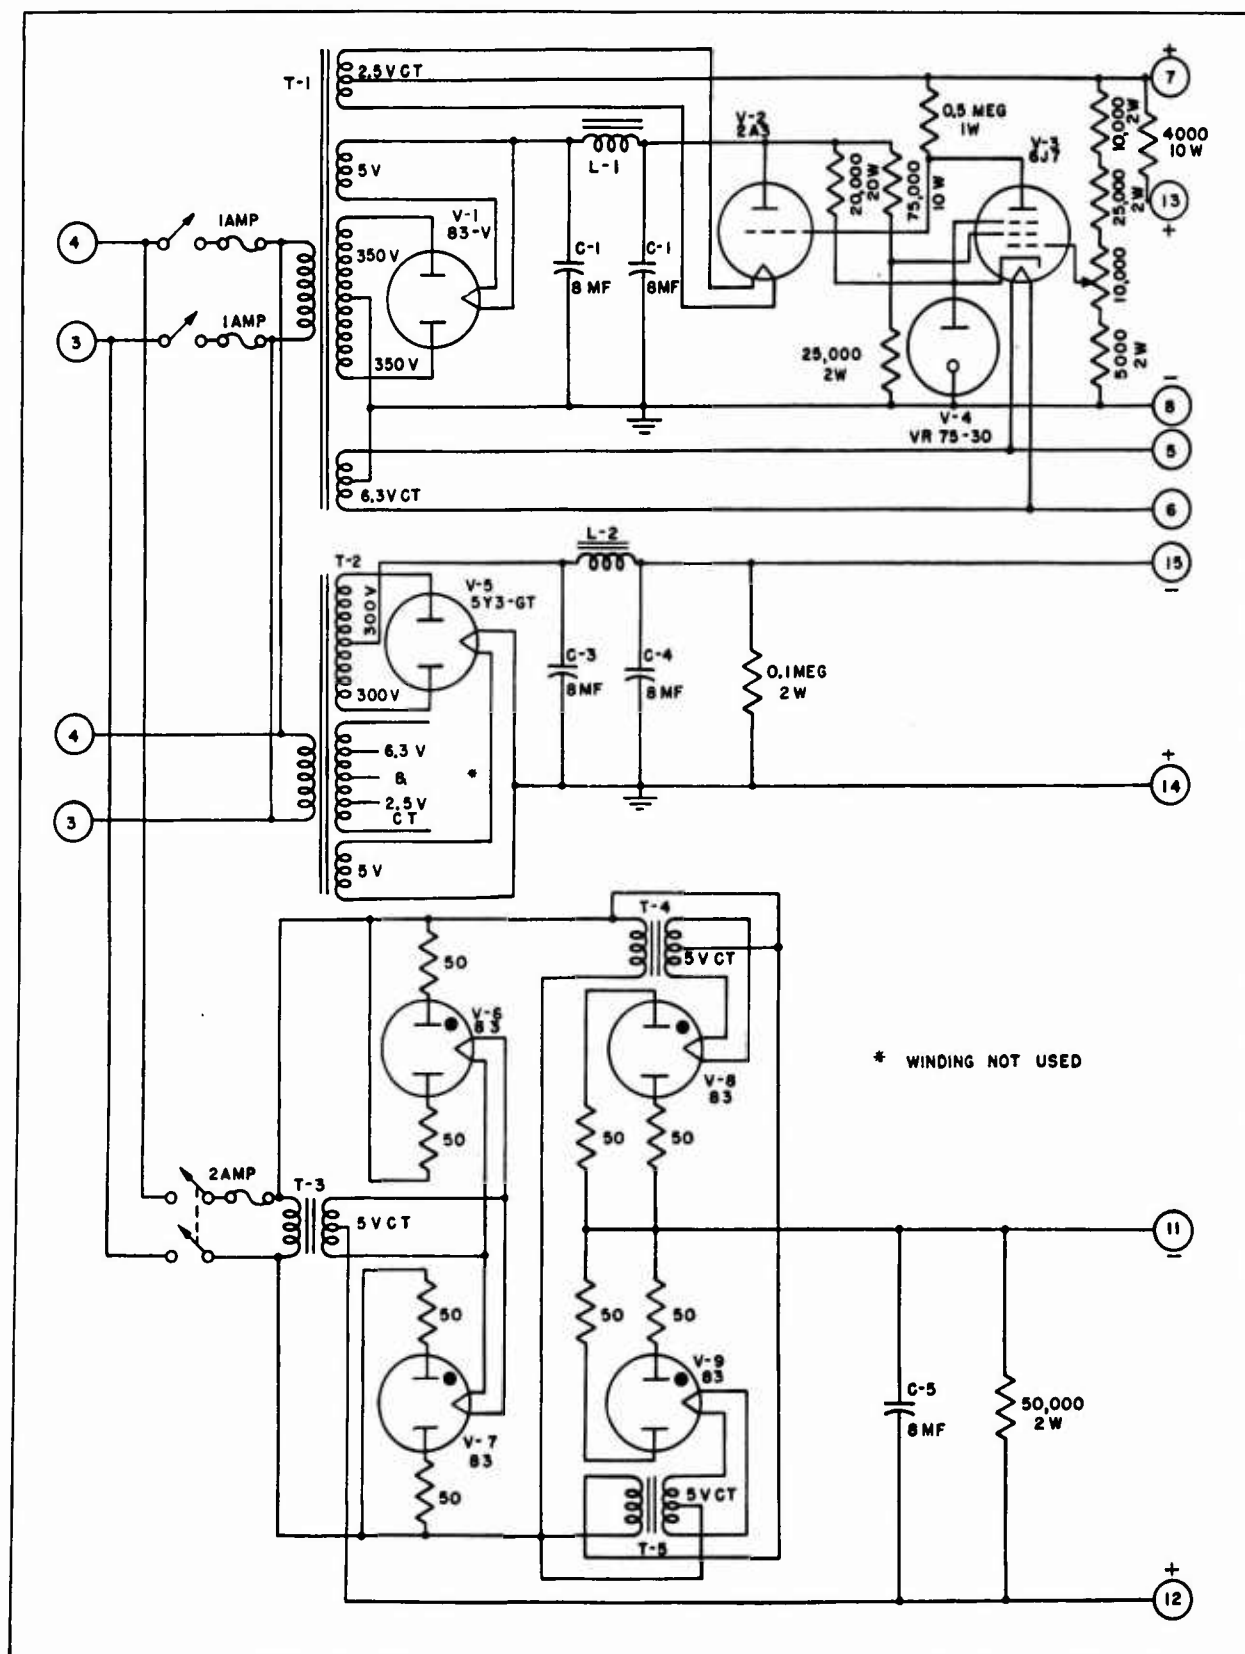 T-1
2.5V CT
5V
350V
350V
6.3V CT
V-1
83-V
4
1AMP
3
1AMP
L-1
C-1
8 MF
C-1
8MF
V-2
2A3
20,000
20W
75,000
10W
0.5 MEG
1W
V-3
6J7
10,000
2W
25,000
2W
10,000
5000
2W
4000
10W
+
7
13
+
25,000
2W
V-4
VR 75-30
−
8
5
6
T-2
300V
300V
V-5
5Y3-GT
L-2
C-3
8MF
C-4
8MF
0.1MEG
2W
15
−
4
3
6.3 V
&
2.5V
CT
*
5V
+
14
T-4
5V CT
50
V-6
83
50
V-8
83
50
50
* WINDING NOT USED
2AMP
T-3
5V CT
11
−
50
50
50
V-7
83
50
V-9
83
5V CT
T-5
C-5
8MF
50,000
2W
+
12